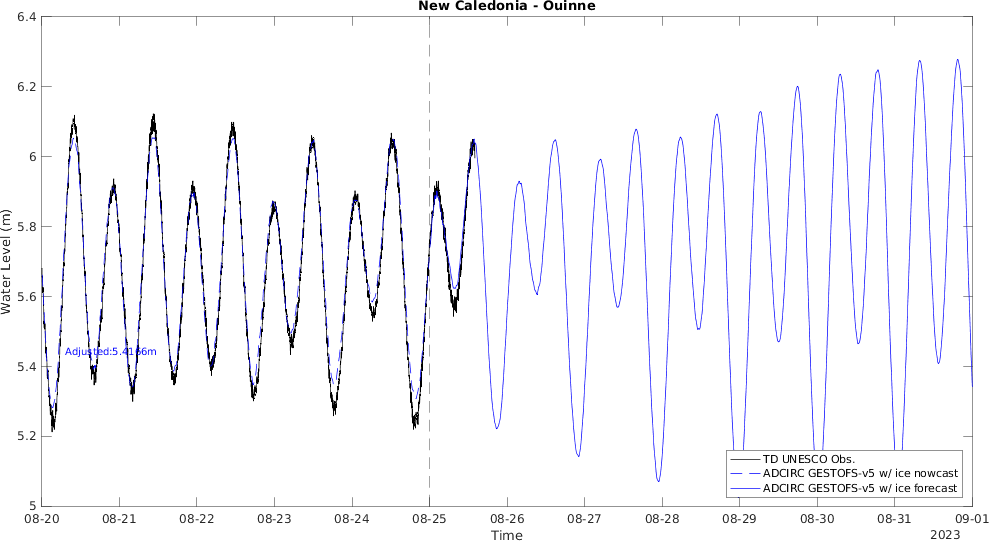 New Caledonia - Ouinne
6.4
6.2
6
5.8
5.6
5.4
5.2
5
Water Level (m)
Adjusted:5.4166m
TD UNESCO Obs.
ADCIRC GESTOFS-v5 w/ ice nowcast
ADCIRC GESTOFS-v5 w/ ice forecast
08-20 08-21 08-22 08-23 08-24 08-25 08-26 08-27 08-28 08-29 08-30 08-31 09-01
Time
2023